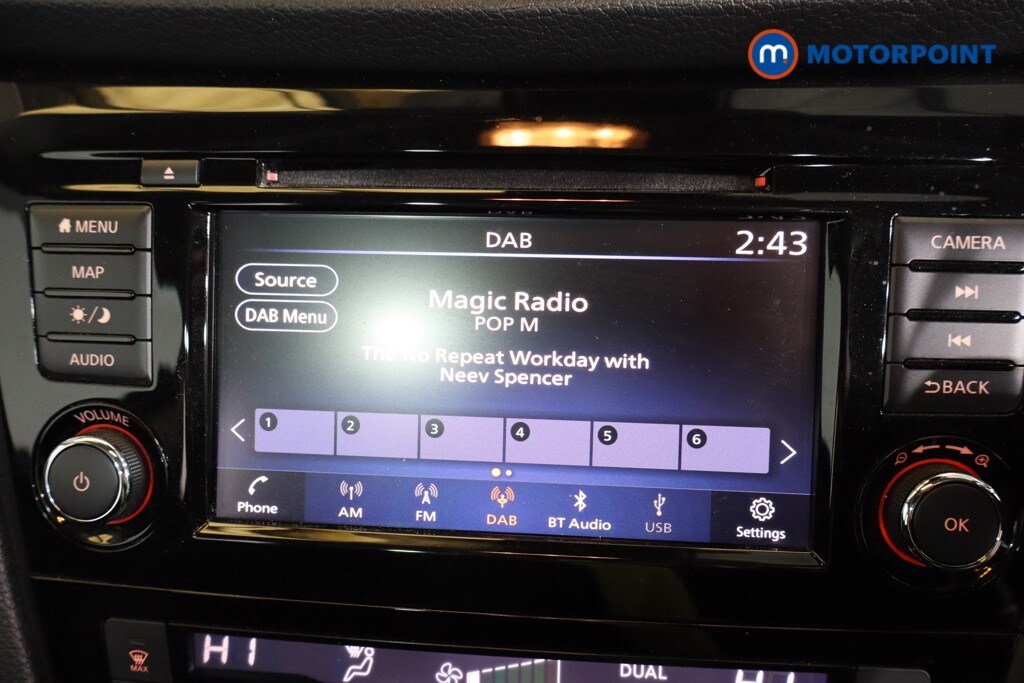 m
MOTORPOINT
MENU
MAP
AUDIO
VOLUME
DAB
2:43
Source
DAB Menu
Magic Radio
POP M
The No Repeat Workday with
Neev Spencer
1 2 3 4 5 6
Phone
AM
FM
DAB
BT Audio
USB
Settings
CAMERA
BACK
OK
MAX
HI
DUAL
HI